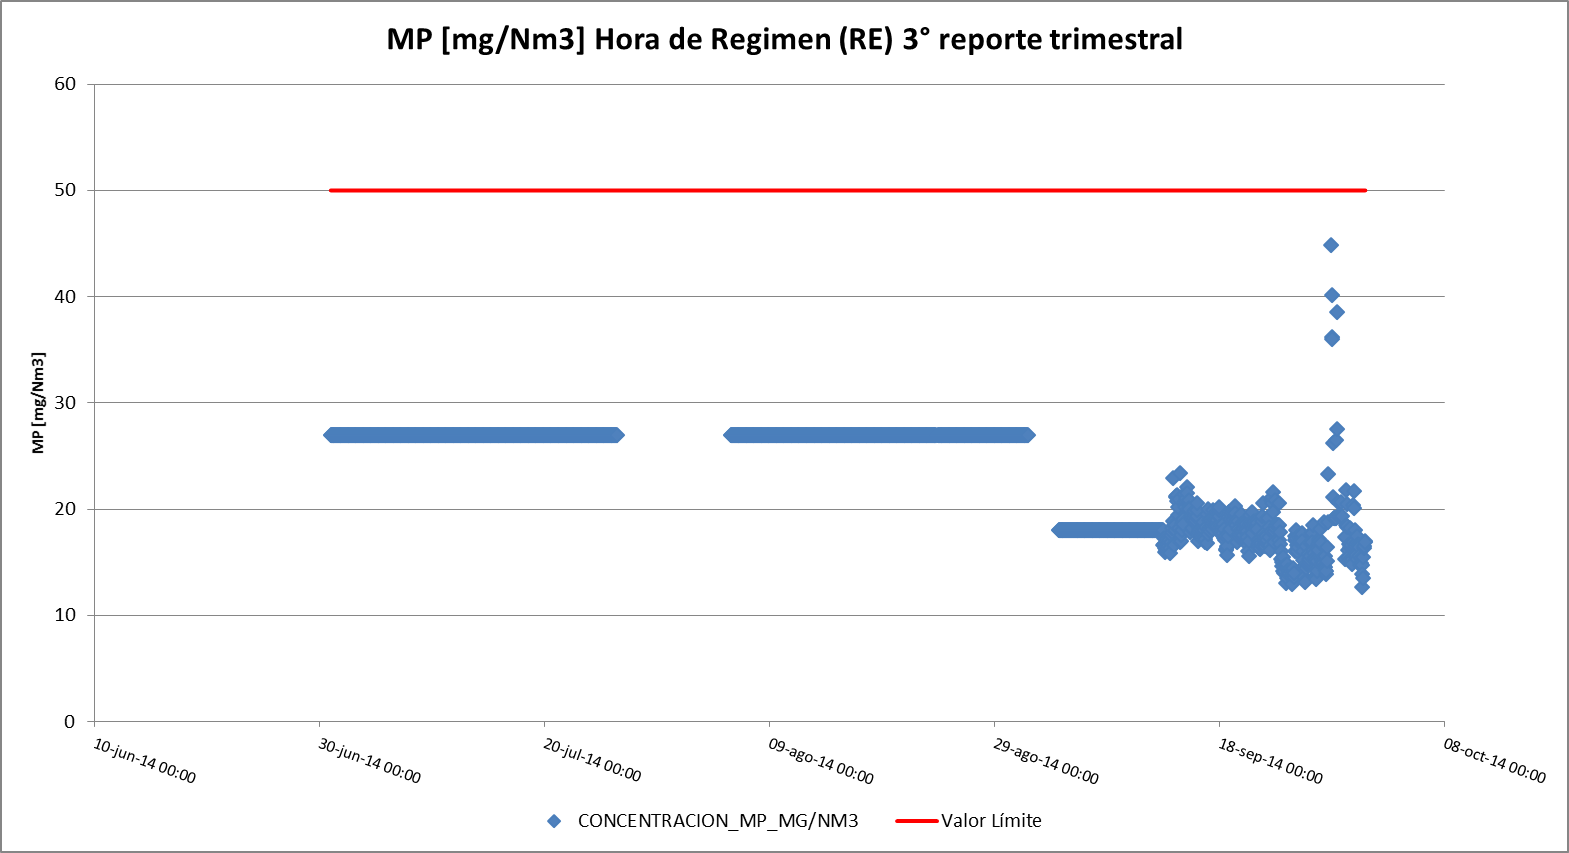 MP [mg/Nm3] Hora de Regimen (RE) 3° reporte trimestral
60
50
40
30
20
10
0
MP [mg/Nm3]
10-jun-14 00:00
30-jun-14 00:00
20-jul-14 00:00
09-ago-14 00:00
29-ago-14 00:00
18-sep-14 00:00
08-oct-14 00:00
CONCENTRACION_MP_MG/NM3
Valor Límite